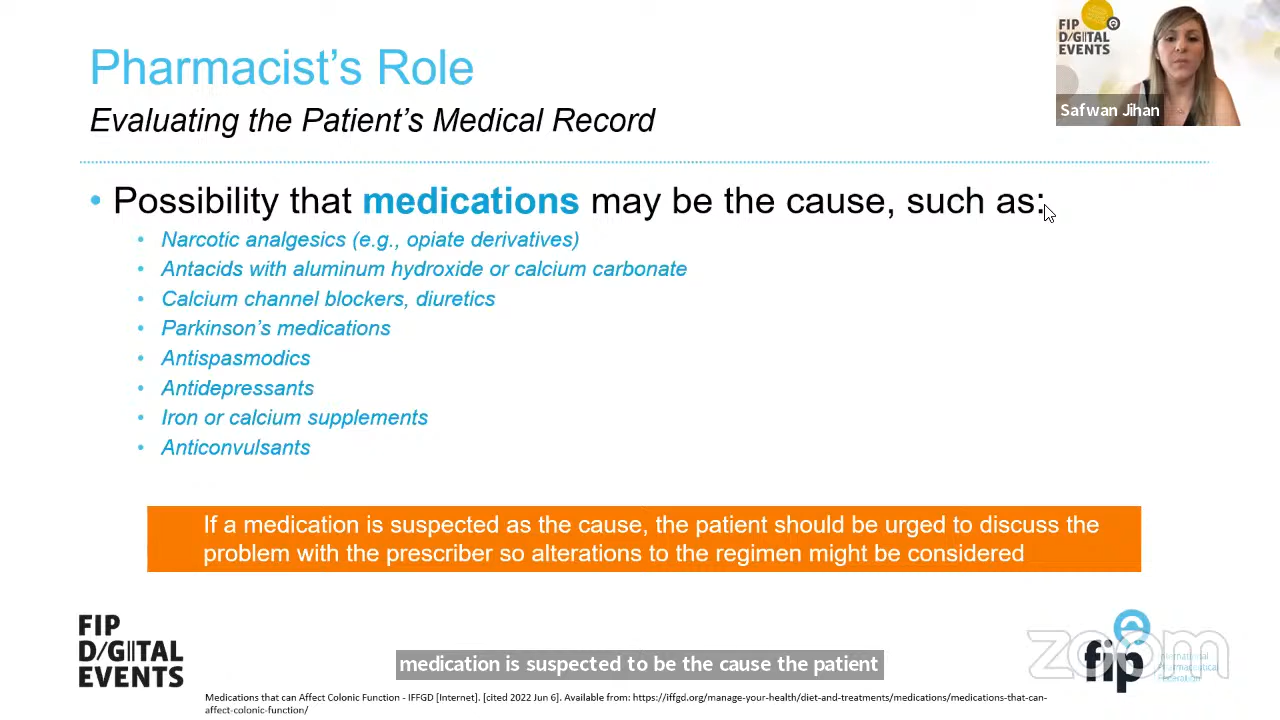 Pharmacist's Role
Evaluating the Patient's Medical Record
FIP
D/G|TAL
EVENTS
Safwan Jihan
• Possibility that medications may be the cause, such as:
• Narcotic analgesics (e.g., opiate derivatives)
• Antacids with aluminum hydroxide or calcium carbonate
• Calcium channel blockers, diuretics
• Parkinson's medications
• Antispasmodics
• Antidepressants
• Iron or calcium supplements
• Anticonvulsants
If a medication is suspected as the cause, the patient should be urged to discuss the
problem with the prescriber so alterations to the regimen might be considered
FIP
D/G||TAL
EVENTS
medication is suspected to be the cause the patient
zoom
fip
International
Pharmaceutical
Federation
Medications that can Affect Colonic Function - IFFGD [Internet]. [cited 2022 Jun 6]. Available from: https://iffgd.org/manage-your-health/diet-and-treatments/medications/medications-that-can-
affect-colonic-function/